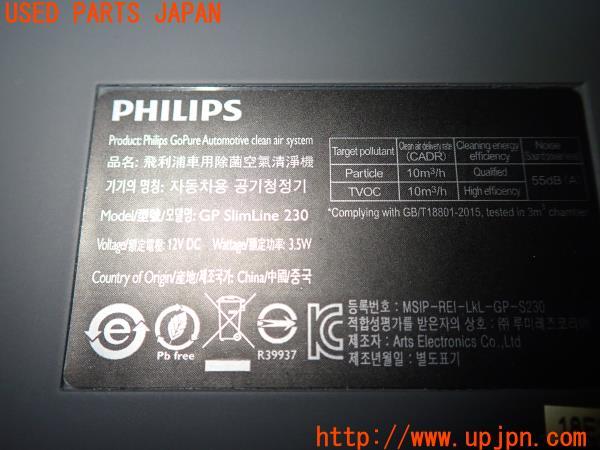 USED PARTS JAPAN
PHILIPS
Product: Philips GoPure Automotive clean air system
品名: 飛利浦車用除菌空氣清淨機
기기의 명칭: 자동차용 공기청정기
Model/型號/모델명: GP SlimLine 230
Voltage/額定電壓: 12V DC Wattage/額定功率: 3.5W
Country of Origin/產地/제조국가: China/中國/중국
Target pollutant Clean air delivery rate (CADR) Cleaning energy efficiency Noise
Particle 10m³/h Qualified 55dB (A)
TVOC 10m³/h High efficiency
*Complying with GB/T18801-2015, tested in 3m³ chamber
Pb free
R39937
등록번호: MSIP-REI-LkL-GP-S230
적합성평가를 받은자의 상호: ㈜루미레즈코리아
제조자명: Arts Electronics Co.,Ltd
제조년월일: 별도표기
http://www.upjpn.com/